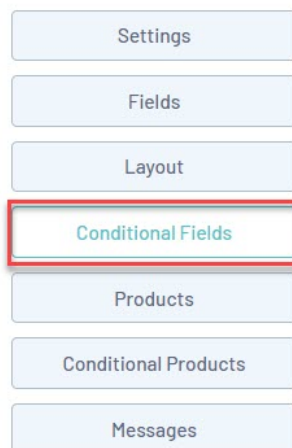 Settings
Fields
Layout
Conditional Fields
Products
Conditional Products
Messages